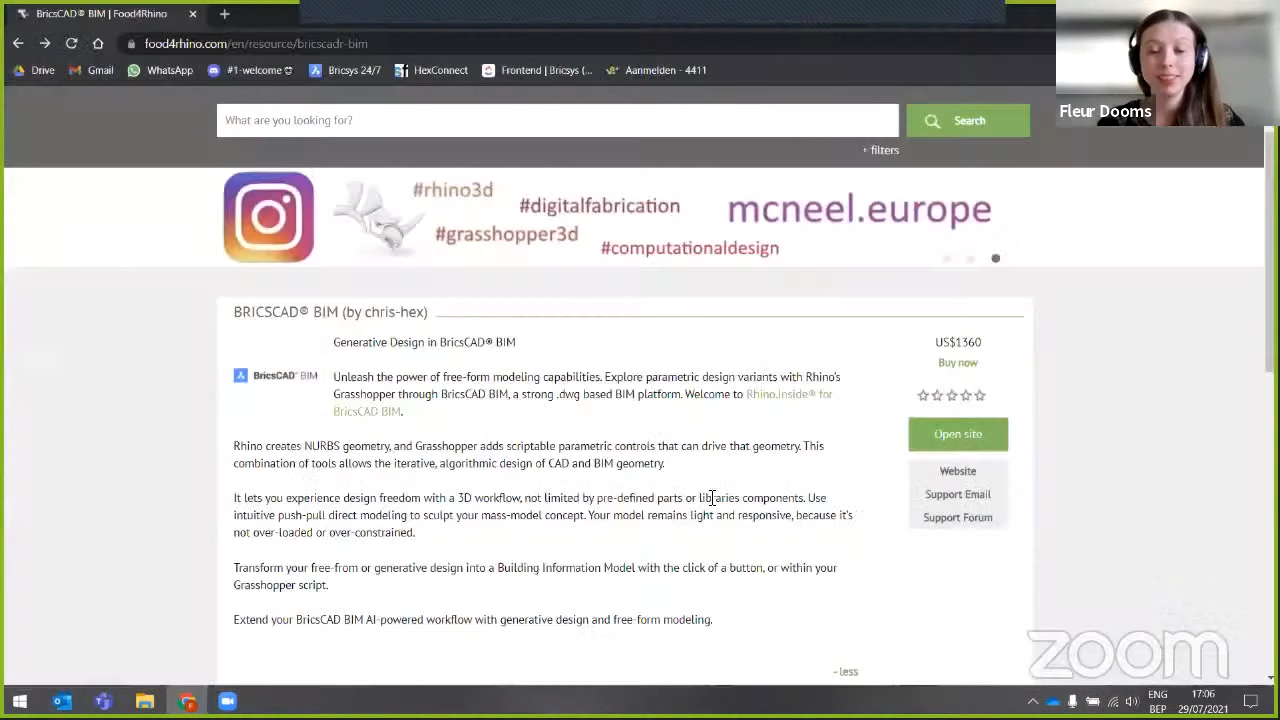 BricsCAD® BIM | Food4Rhino
food4rhino.com/en/resource/bricscadr-bim
Drive
Gmail
WhatsApp
#1-welcome
Bricsys 24/7
HexConnect
Frontend | Bricsys (...
Aanmelden - 4411
Fleur Dooms
What are you looking for?
Search
+ filters
#rhino3d
#digitalfabrication
#grasshopper3d
#computationaldesign
mcneel.europe
BRICSCAD® BIM (by chris-hex)
Generative Design in BricsCAD® BIM
US$1360
Buy now
BricsCAD™ BIM
Unleash the power of free-form modeling capabilities. Explore parametric design variants with Rhino's
Grasshopper through BricsCAD BIM, a strong .dwg based BIM platform. Welcome to Rhino.Inside® for
BricsCAD BIM.
Open site
Rhino creates NURBS geometry, and Grasshopper adds scriptable parametric controls that can drive that geometry. This
combination of tools allows the iterative, algorithmic design of CAD and BIM geometry.
Website
Support Email
Support Forum
It lets you experience design freedom with a 3D workflow, not limited by pre-defined parts or libraries components. Use
intuitive push-pull direct modeling to sculpt your mass-model concept. Your model remains light and responsive, because it's
not over-loaded or over-constrained.
Transform your free-from or generative design into a Building Information Model with the click of a button, or within your
Grasshopper script.
Extend your BricsCAD BIM AI-powered workflow with generative design and free-form modeling.
- less
zoom
ENG
BEP
17:06
29/07/2021